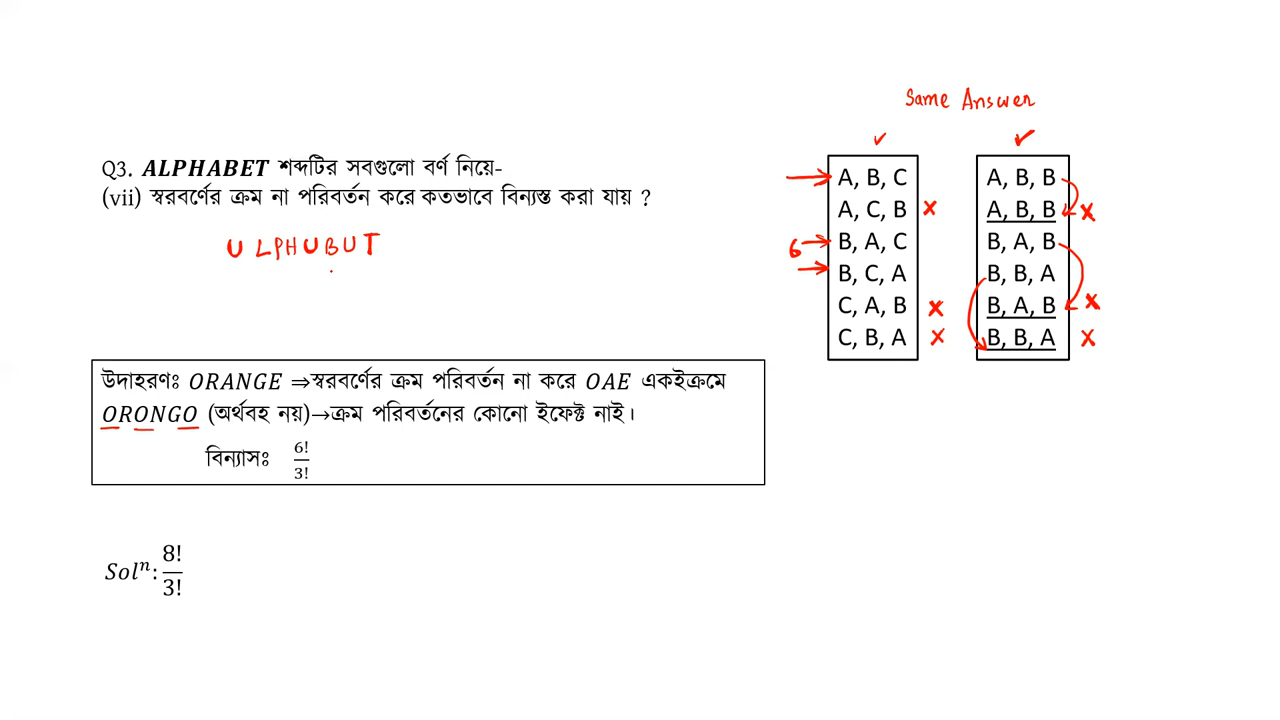 Same Answer
Q3. ALPHABET শব্দটির সবগুলো বর্ণ নিয়ে-
(vii) স্বরবর্ণের ক্রম না পরিবর্তন করে কতভাবে বিন্যস্ত করা যায় ?
U L P H U B U T
A, B, C
A, C, B ×
6 B, A, C
B, C, A
C, A, B ×
C, B, A ×
A, B, B
A, B, B ×
B, A, B
B, B, A
B, A, B ×
B, B, A ×
উদাহরণঃ ORANGE ⇒স্বরবর্ণের ক্রম পরিবর্তন না করে OAE একইক্রমে
ORONGO (অর্থবহ নয়)→ক্রম পরিবর্তনের কোনো ইফেক্ট নাই।
বিন্যাসঃ 6!/3!
Solⁿ: 8!/3!